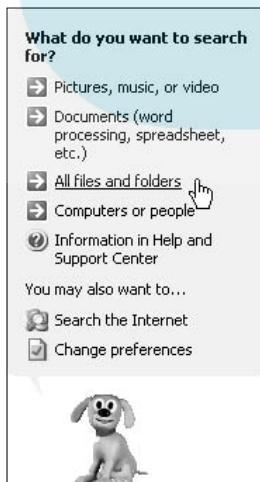 What do you want to search
for?
Pictures, music, or video
Documents (word
processing, spreadsheet,
etc.)
All files and folders
Computers or people
Information in Help and
Support Center
You may also want to...
Search the Internet
Change preferences